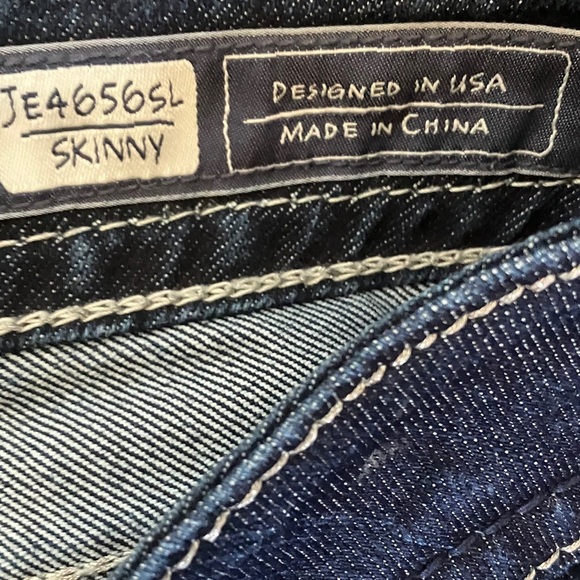 JE4656SL
SKINNY
DESIGNED IN USA
MADE IN CHINA